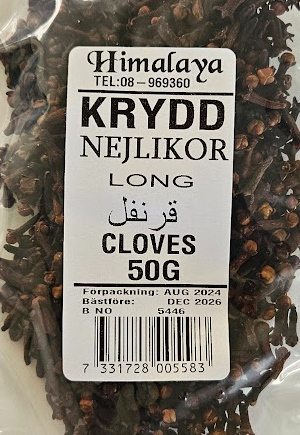 Himalaya
TEL:08-969360
KRYDD
NEJLIKOR
LONG
قرنفل
CLOVES
50G
Förpackning: AUG 2024
Bästföre: DEC 2026
B NO 5446
7 331728 005583